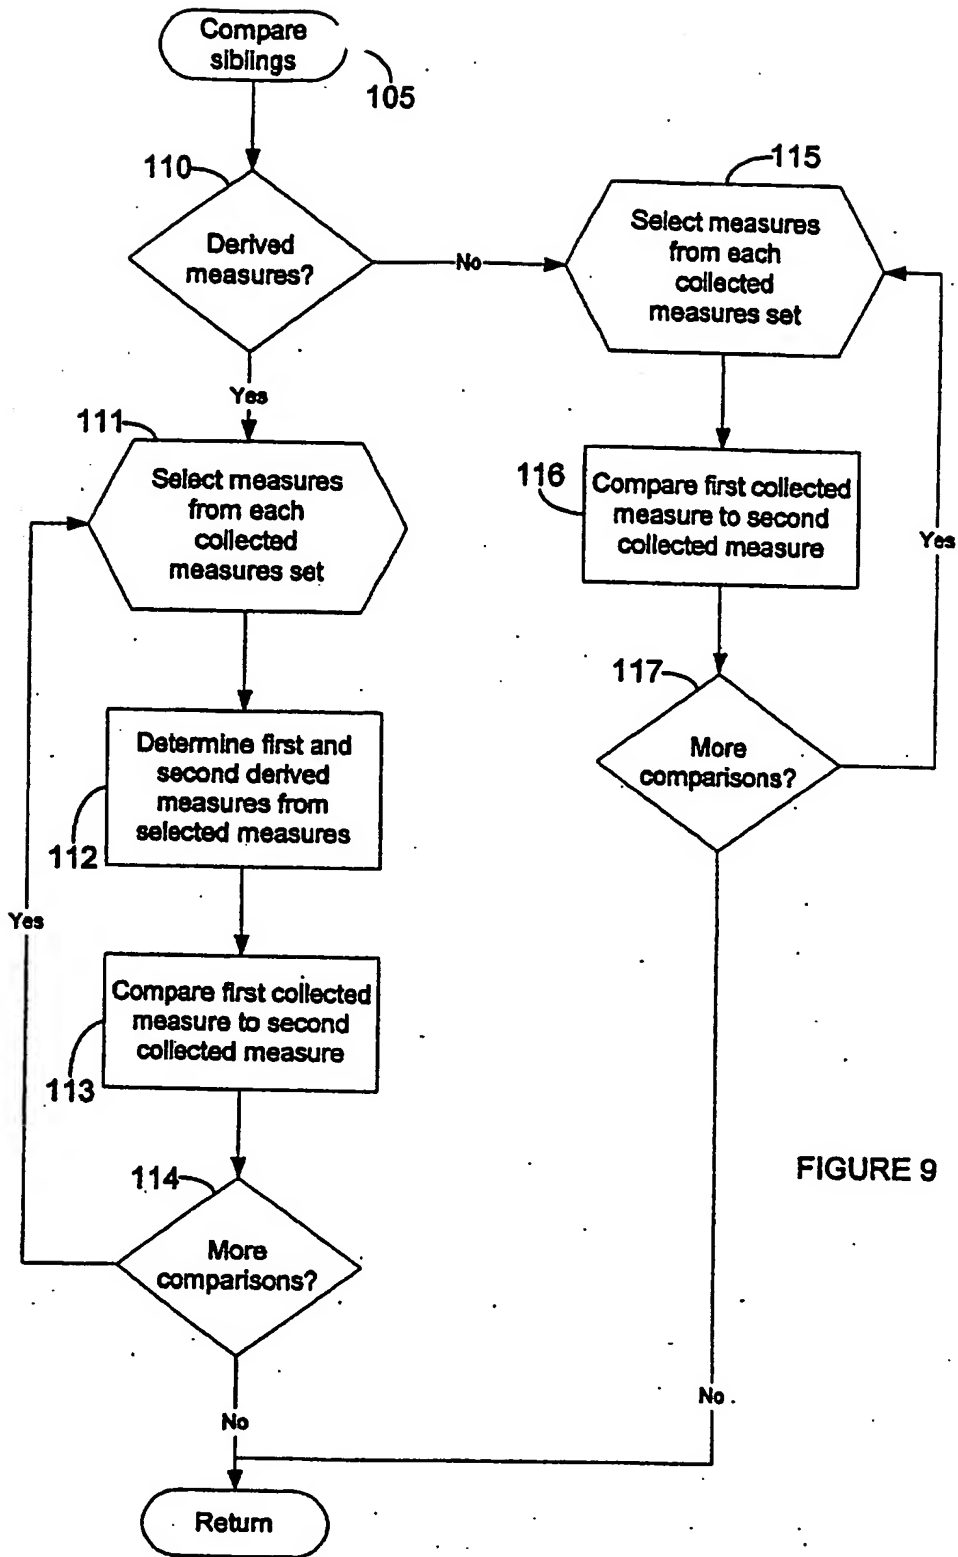 Compare
siblings
105
110
Derived
measures?
No
115
Select measures
from each
collected
measures set
Yes
111
Select measures
from each
collected
measures set
116
Compare first collected
measure to second
collected measure
Yes
117
More
comparisons?
Determine first and
second derived
measures from
selected measures
112
Yes
Compare first collected
measure to second
collected measure
113
114
More
comparisons?
FIGURE 9
No
No
Return